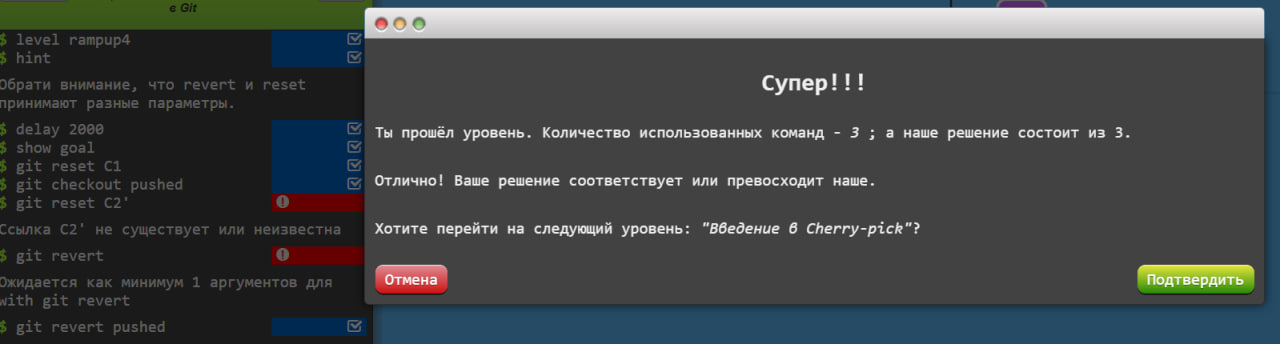 в Git
$ level rampup4
$ hint
Обрати внимание, что revert и reset
принимают разные параметры.
$ delay 2000
$ show goal
$ git reset C1
$ git checkout pushed
$ git reset C2'
Ссылка C2' не существует или неизвестна
$ git revert
Ожидается как минимум 1 аргументов для
with git revert
$ git revert pushed
Супер!!!
Ты прошёл уровень. Количество использованных команд - 3 ; а наше решение состоит из 3.
Отлично! Ваше решение соответствует или превосходит наше.
Хотите перейти на следующий уровень: "Введение в Cherry-pick"?
Отмена
Подтвердить